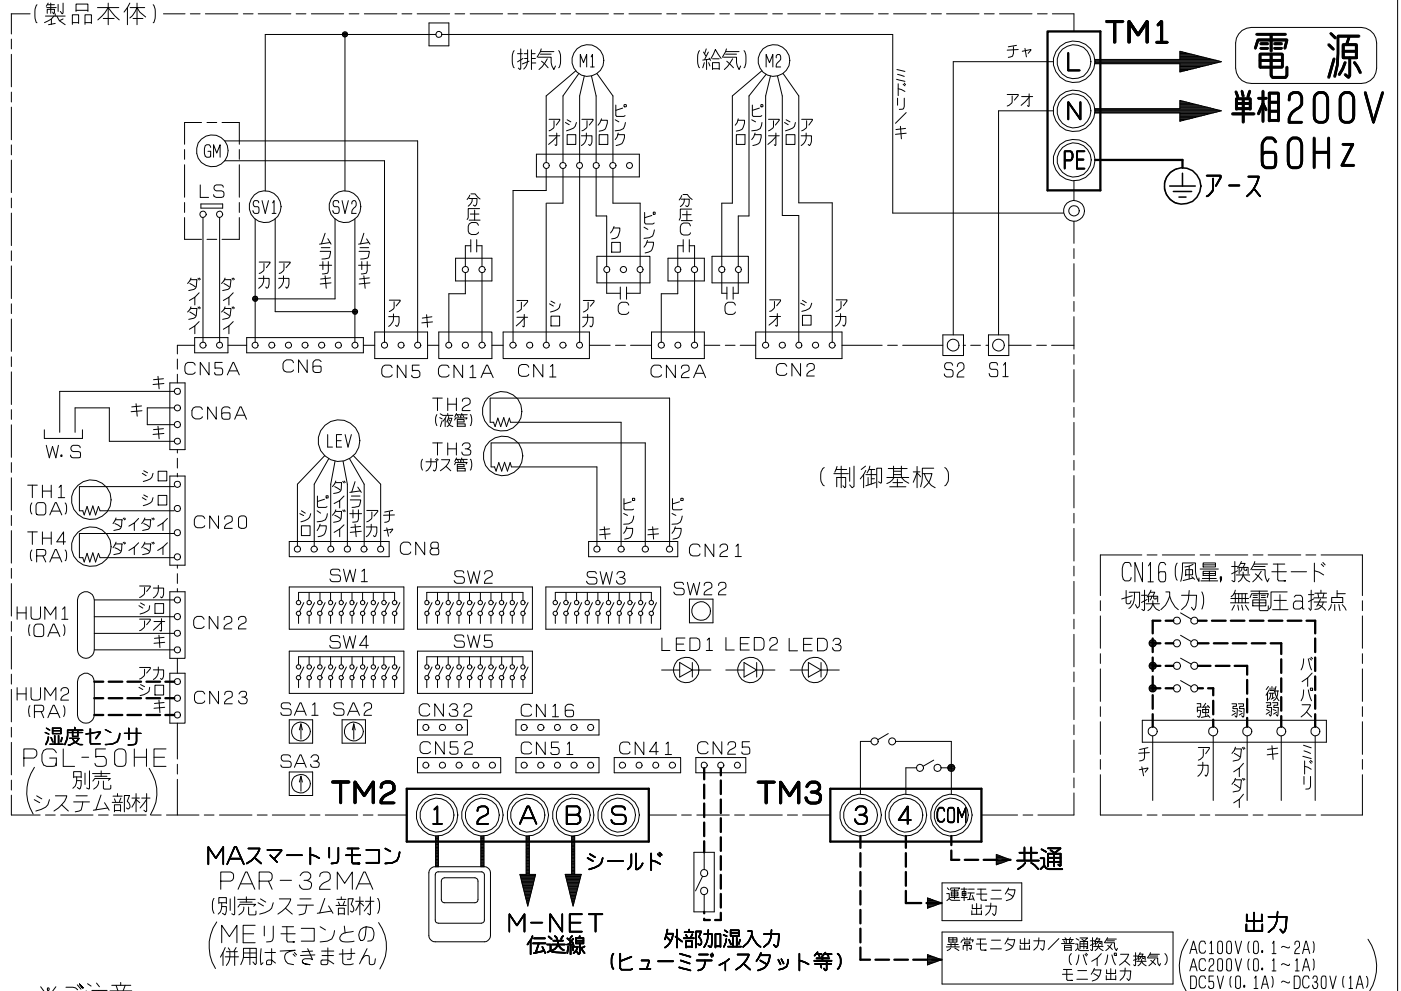 (製品本体)
TM1
L
N
PE
電 源
単相200V
60Hz
アース
チャ
アオ
ミドリ/キ
(排気)
M1
アオ
シロ
アカ
クロ
ピンク
(給気)
M2
クロ
ピンク
アオ
シロ
アカ
GM
LS
SV1
SV2
アカ
アカ
ムラサキ
ムラサキ
ダイダイ
ダイダイ
アカ
キ
分圧C
アオ
シロ
アカ
クロ
ピンク
C
分圧C
C
アオ
シロ
アカ
CN5A
CN6
CN5
CN1A
CN1
CN2A
CN2
S2
S1
キ
キ
キ
CN6A
W.S
TH2
(液管)
TH3
(ガス管)
LEV
シロ
ピンク
ダイダイ
ムラサキ
アカ
チャ
CN8
キ
ピンク
キ
ピンク
CN21
(制御基板)
TH1
(OA)
シロ
シロ
TH4
(RA)
ダイダイ
ダイダイ
CN20
HUM1
(OA)
アカ
シロ
アオ
キ
CN22
HUM2
(RA)
アカ
シロ
キ
CN23
湿度センサ
PGL-50HE
(別売
システム部材)
SW1
SW2
SW3
SW22
SW4
SW5
LED1
LED2
LED3
SA1
SA2
SA3
CN32
CN16
CN52
CN51
CN41
CN25
CN16(風量,換気モード
切換入力) 無電圧a接点
強
弱
微弱
バイパス
チャ
アカ
ダイダイ
キ
ミドリ
TM2
1
2
A
B
S
TM3
3
4
COM
MAスマートリモコン
PAR-32MA
(別売システム部材)
(MEリモコンとの
併用はできません)
シールド
M-NET
伝送線
外部加湿入力
(ヒューミディスタット等)
共通
運転モニタ
出力
異常モニタ出力/普通換気
(バイパス換気)
モニタ出力
出力
(AC100V(0.1~2A)
AC200V(0.1~1A)
DC5V(0.1A)~DC30V(1A))
※ご注意